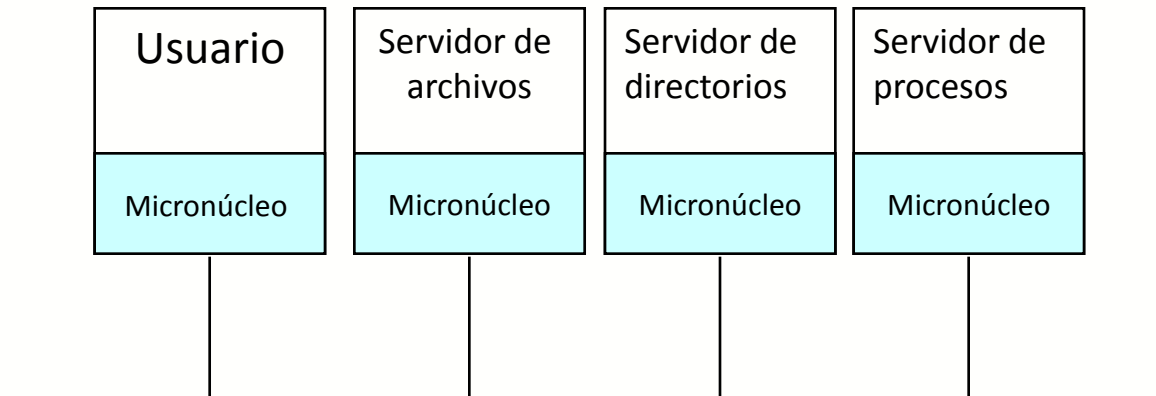 Usuario
Servidor de
archivos
Servidor de
directorios
Servidor de
procesos
Micronúcleo
Micronúcleo
Micronúcleo
Micronúcleo